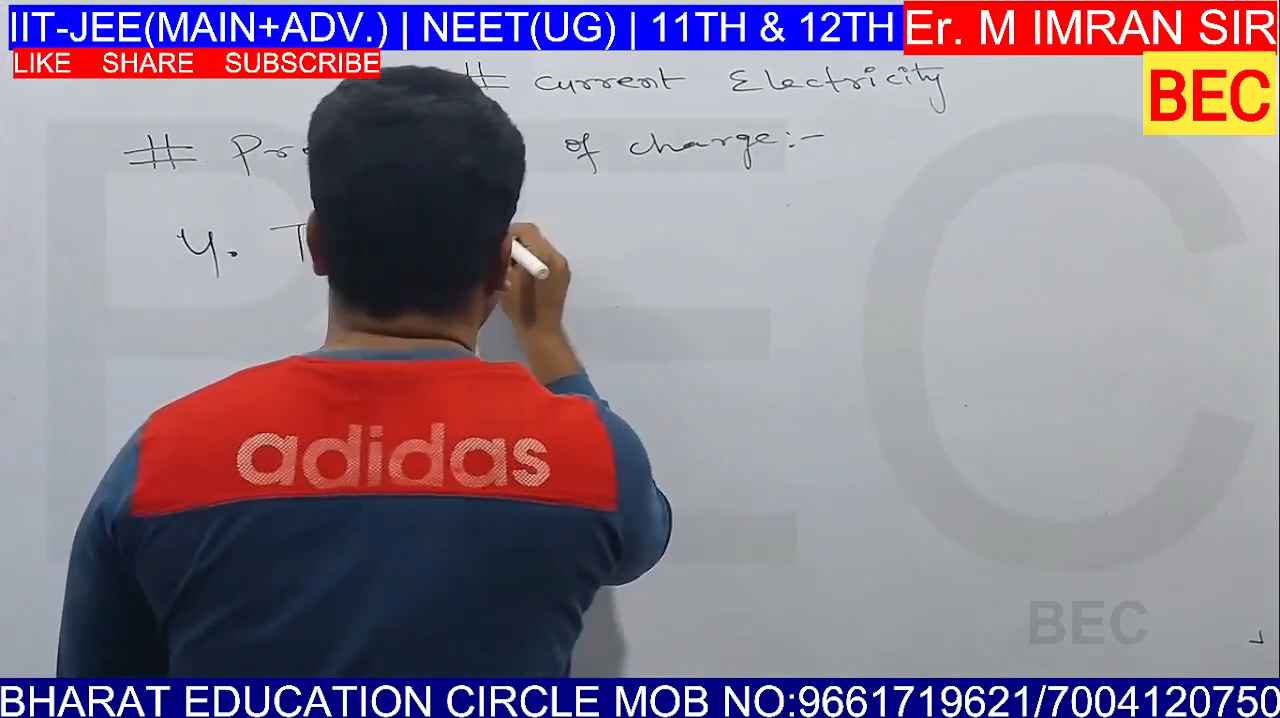 IIT-JEE(MAIN+ADV.) | NEET(UG) | 11TH & 12TH Er. M IMRAN SIR
LIKE SHARE SUBSCRIBE
BEC
# Current Electricity
# of charge:-
4.
adidas
BEC
BEC
BHARAT EDUCATION CIRCLE MOB NO:9661719621/7004120750